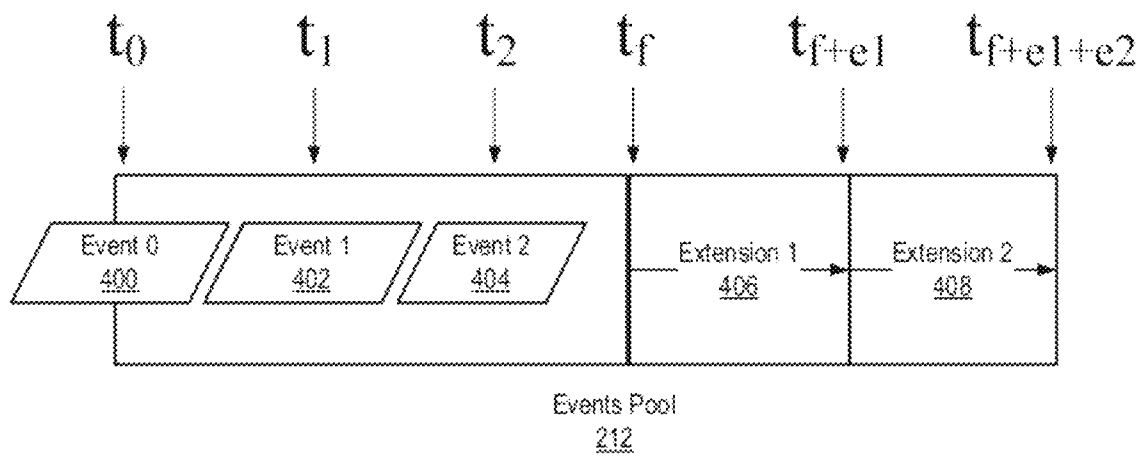 t0 t1 t2 tf tf+e1 tf+e1+e2
Event 0 Event 1 Event 2 Extension 1 Extension 2
400 402 404 406 408
Events Pool
212